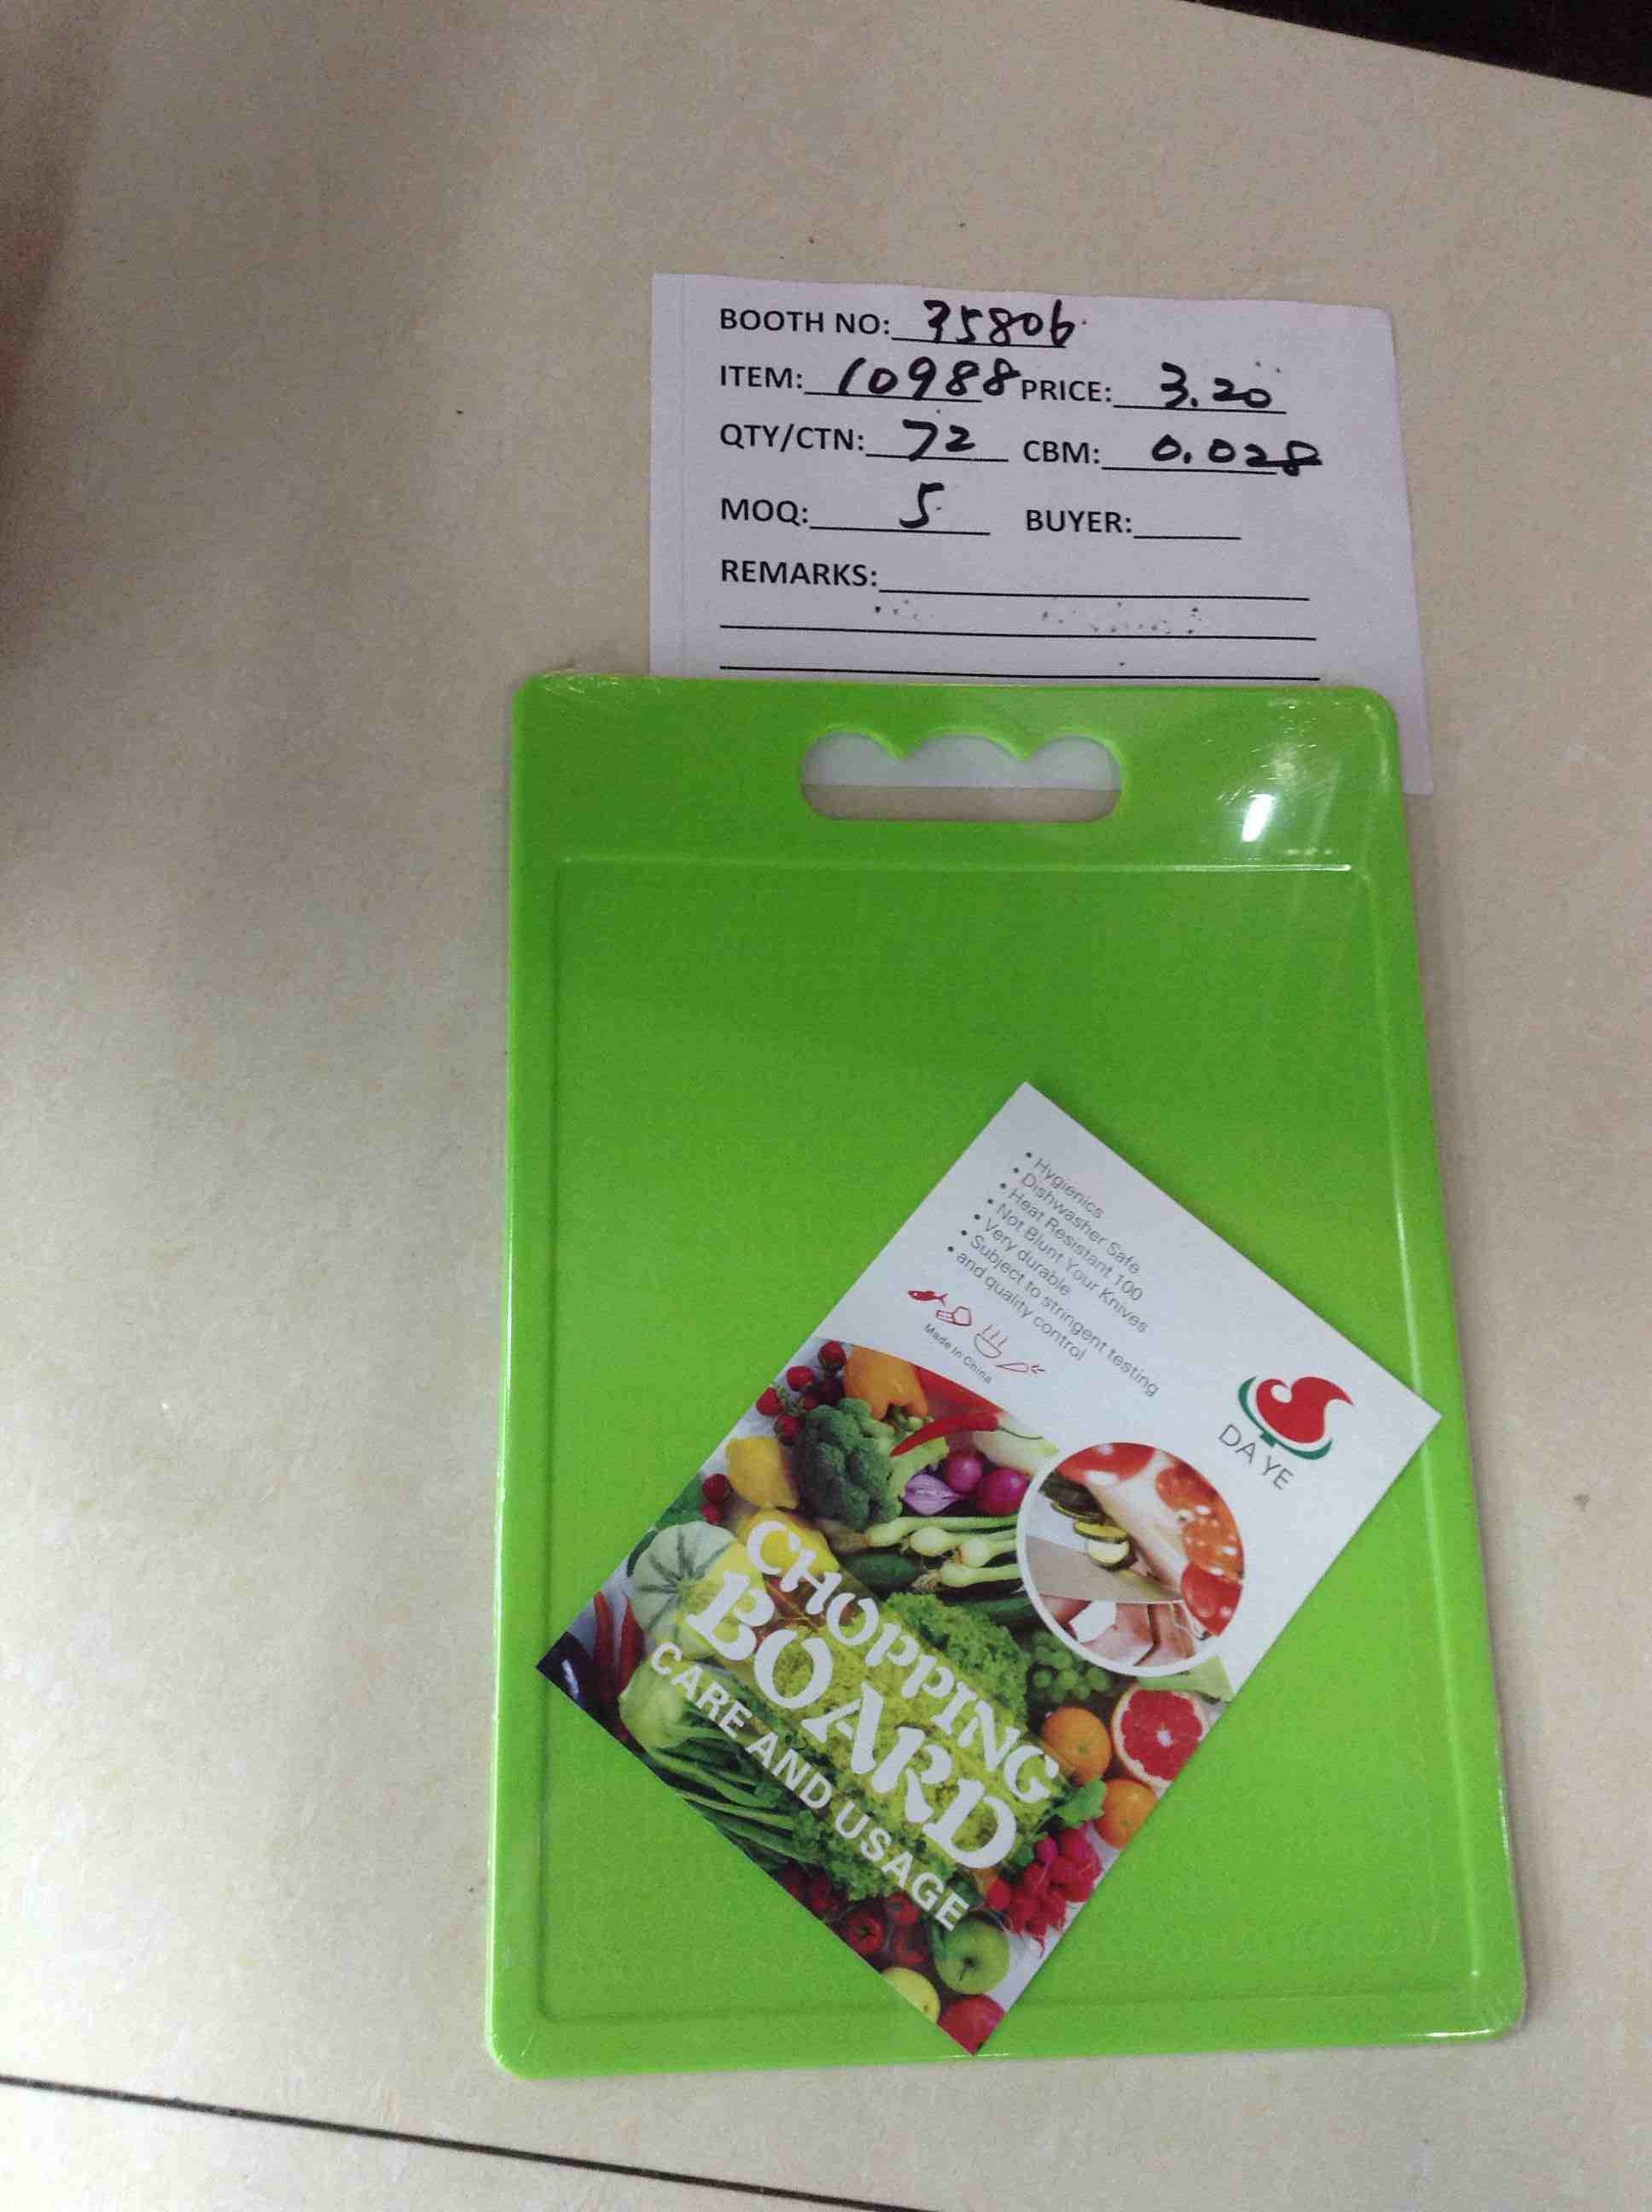 BOOTH NO: 35806
ITEM: 10988 PRICE: 3.20
QTY/CTN: 72 CBM: 0.028
MOQ: 5 BUYER:
REMARKS:
• Hygienics
• Dishwasher Safe
• Heat Resistant 100
• Not Blunt Your Knives
• Very durable
• Subject to stringent testing
• and quality control
Made in China
DA YE
CHOPPING
BOARD
CARE AND USAGE